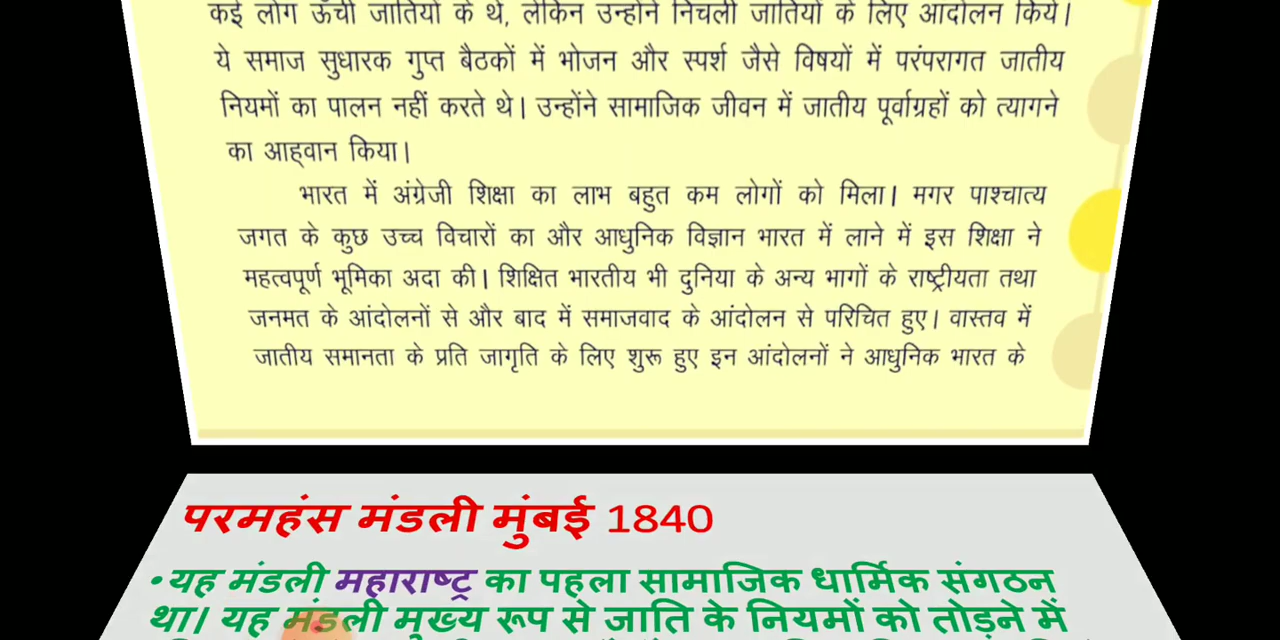 कई लोग ऊँची जातियों के थे, लेकिन उन्होंने निचली जातियों के लिए आंदोलन किये।
ये समाज सुधारक गुप्त बैठकों में भोजन और स्पर्श जैसे विषयों में परंपरागत जातीय
नियमों का पालन नहीं करते थे। उन्होंने सामाजिक जीवन में जातीय पूर्वाग्रहों को त्यागने
का आह्वान किया।
भारत में अंग्रेजी शिक्षा का लाभ बहुत कम लोगों को मिला। मगर पाश्चात्य
जगत के कुछ उच्च विचारों का और आधुनिक विज्ञान भारत में लाने में इस शिक्षा ने
महत्वपूर्ण भूमिका अदा की। शिक्षित भारतीय भी दुनिया के अन्य भागों के राष्ट्रीयता तथा
जनमत के आंदोलनों से और बाद में समाजवाद के आंदोलन से परिचित हुए। वास्तव में
जातीय समानता के प्रति जागृति के लिए शुरू हुए इन आंदोलनों ने आधुनिक भारत के
परमहंस मंडली मुंबई 1840
•यह मंडली महाराष्ट्र का पहला सामाजिक धार्मिक संगठन
था। यह मंडली मुख्य रूप से जाति के नियमों को तोड़ने में